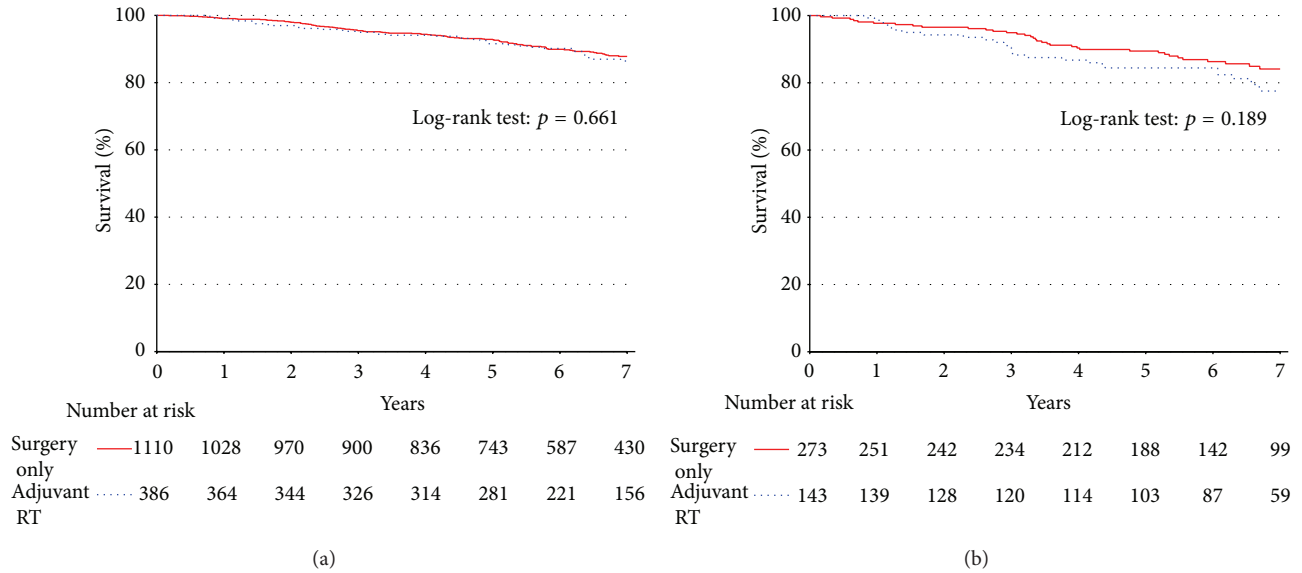 100
80
60
40
20
0
Survival (%)
Log-rank test: p = 0.661
0 1 2 3 4 5 6 7
Years
Number at risk
Surgery only 1110 1028 970 900 836 743 587 430
Adjuvant RT 386 364 344 326 314 281 221 156
(a)
100
80
60
40
20
0
Survival (%)
Log-rank test: p = 0.189
0 1 2 3 4 5 6 7
Years
Number at risk
Surgery only 273 251 242 234 212 188 142 99
Adjuvant RT 143 139 128 120 114 103 87 59
(b)